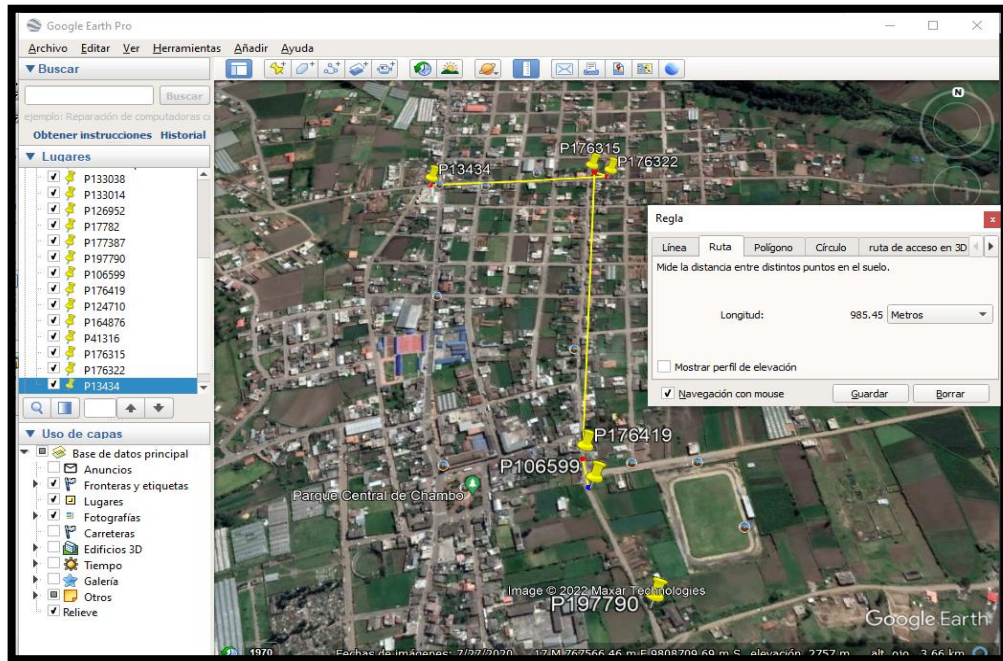 Google Earth Pro
Archivo Editar Ver Herramientas Añadir Ayuda
Buscar
Buscar
ejemplo: Reparación de computadoras c
Obtener instrucciones Historial
Lugares
P133038
P133014
P126952
P17782
P177387
P197790
P106599
P176419
P124710
P164876
P41316
P176315
P176322
P13434
Uso de capas
Base de datos principal
Anuncios
Fronteras y etiquetas
Lugares
Fotografías
Carreteras
Edificios 3D
Tiempo
Galería
Otros
Relieve
N
P13434
P176315
P176322
Regla
x
Línea Ruta Polígono Círculo ruta de acceso en 3D
Mide la distancia entre distintos puntos en el suelo.
Longitud: 985.45 Metros
Mostrar perfil de elevación
Navegación con mouse Guardar Borrar
P176419
P106599
Parque Central de Chambo
Image © 2022 Maxar Technologies
P197790
Google Earth
1970 Fechas de imágenes: 7/27/2020 17 M 767566.46 m E 9808709.69 m S elevación 2757 m alt. ojo 3.66 km